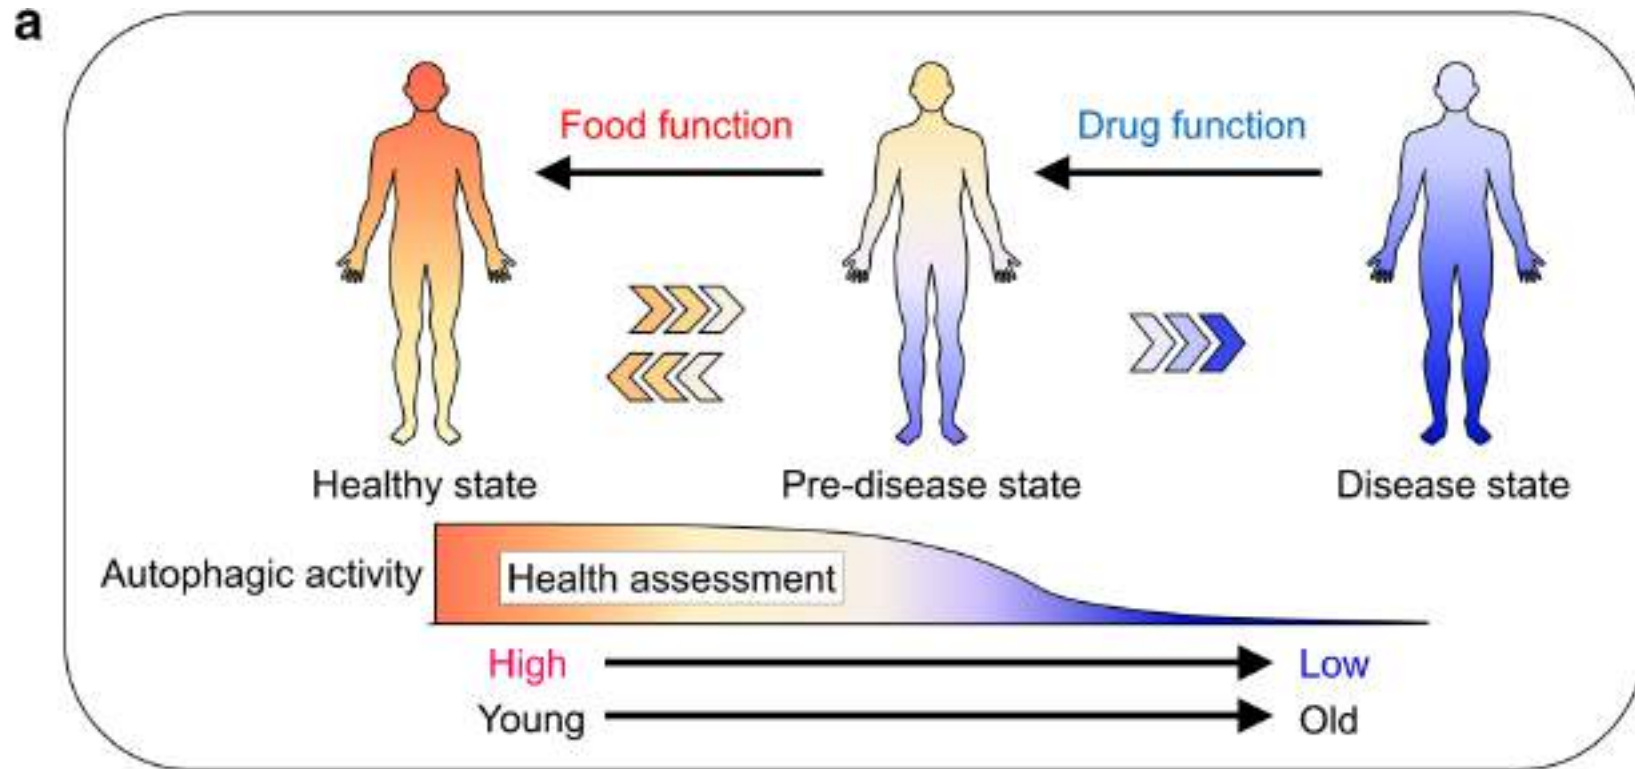 a
Food function
Drug function
Healthy state
Pre-disease state
Disease state
Autophagic activity
Health assessment
High
Low
Young
Old